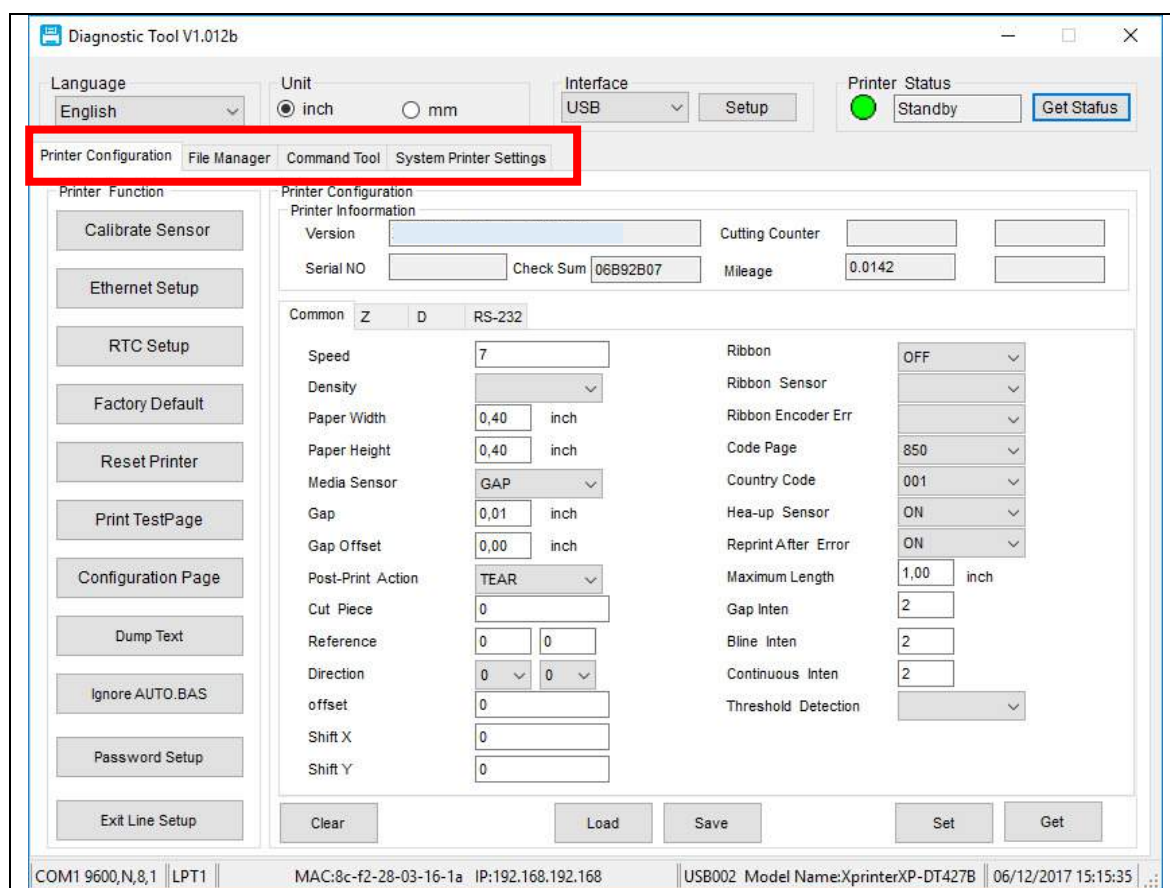 Diagnostic Tool V1.012b
Language Unit Interface Printer Status
English inch mm USB Setup Standby Get Stafus
Printer Configuration File Manager Command Tool System Printer Settings
Printer Function
Calibrate Sensor
Ethernet Setup
RTC Setup
Factory Default
Reset Printer
Print TestPage
Configuration Page
Dump Text
Ignore AUTO.BAS
Password Setup
Exit Line Setup
Printer Configuration
Printer Infoormation
Version Cutting Counter
Serial NO Check Sum 06B92B07 Mileage 0.0142
Common Z D RS-232
Speed 7
Density
Paper Width 0,40 inch
Paper Height 0,40 inch
Media Sensor GAP
Gap 0,01 inch
Gap Offset 0,00 inch
Post-Print Action TEAR
Cut Piece 0
Reference 0 0
Direction 0 0
offset 0
Shift X 0
Shift Y 0
Ribbon OFF
Ribbon Sensor
Ribbon Encoder Err
Code Page 850
Country Code 001
Hea-up Sensor ON
Reprint After Error ON
Maximum Length 1,00 inch
Gap Inten 2
Bline Inten 2
Continuous Inten 2
Threshold Detection
Clear Load Save Set Get
COM1 9600,N,8,1 LPT1 MAC:8c-f2-28-03-16-1a IP:192.168.192.168 USB002 Model Name:XprinterXP-DT427B 06/12/2017 15:15:35